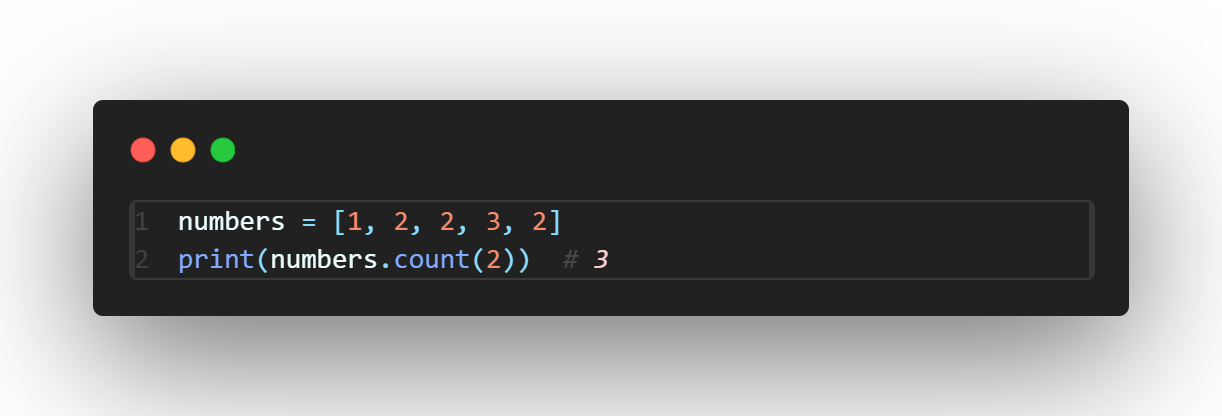 1 numbers = [1, 2, 2, 3, 2]
2 print(numbers.count(2))  # 3